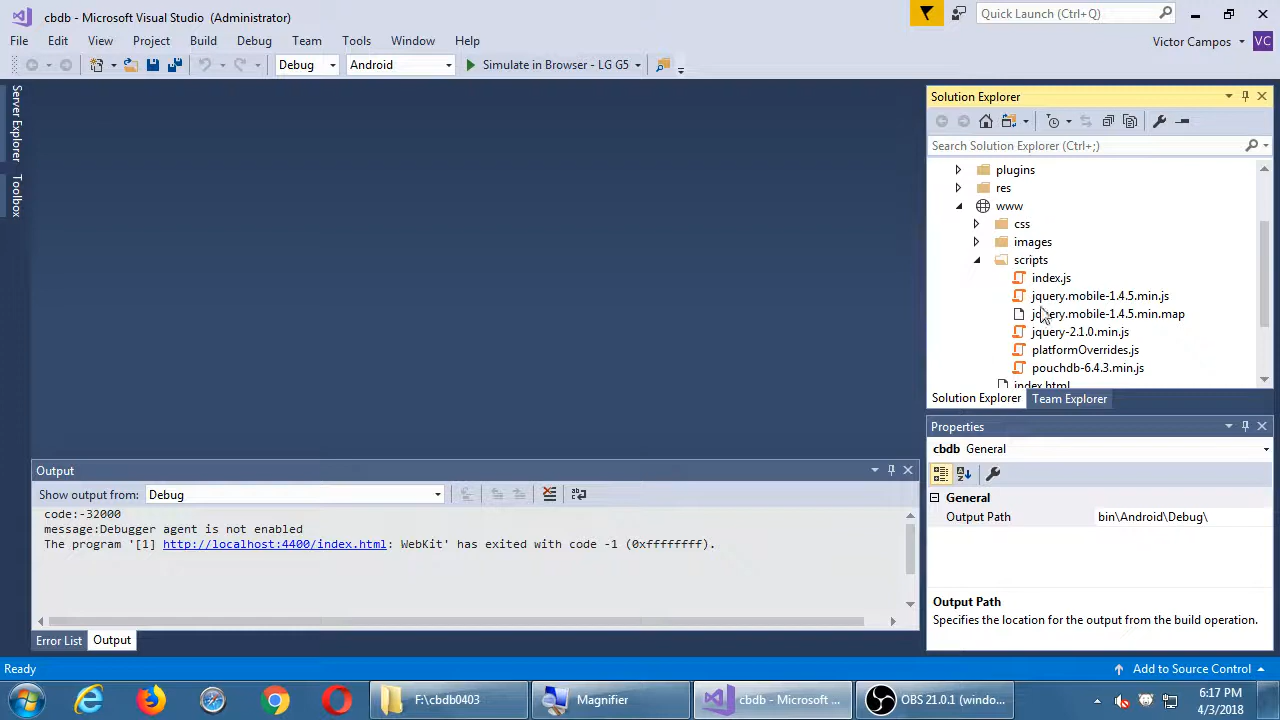 cbdb - Microsoft Visual Studio (Administrator)
Quick Launch (Ctrl+Q)
File Edit View Project Build Debug Team Tools Window Help
Victor Campos VC
Debug Android Simulate in Browser - LG G5
Server Explorer
Toolbox
Solution Explorer
Search Solution Explorer (Ctrl+;)
plugins
res
www
css
images
scripts
index.js
jquery.mobile-1.4.5.min.js
jquery.mobile-1.4.5.min.map
jquery-2.1.0.min.js
platformOverrides.js
pouchdb-6.4.3.min.js
index.html
Solution Explorer Team Explorer
Properties
cbdb General
General
Output Path bin\Android\Debug\
Output Path
Specifies the location for the output from the build operation.
Output
Show output from: Debug
code:-32000
message:Debugger agent is not enabled
The program '[1] http://localhost:4400/index.html: WebKit' has exited with code -1 (0xffffffff).
Error List Output
Ready
Add to Source Control
F:\cbdb0403
Magnifier
cbdb - Microsoft ...
OBS 21.0.1 (windo...
6:17 PM
4/3/2018